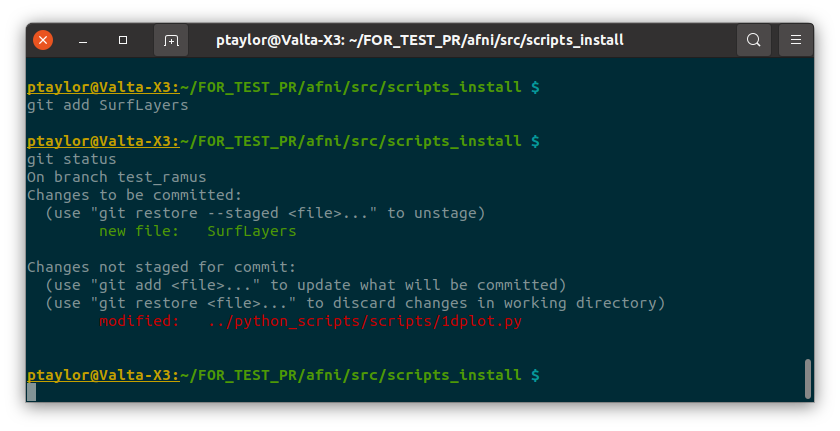 ptaylor@Valta-X3: ~/FOR_TEST_PR/afni/src/scripts_install
ptaylor@Valta-X3:~/FOR_TEST_PR/afni/src/scripts_install $
git add SurfLayers
ptaylor@Valta-X3:~/FOR_TEST_PR/afni/src/scripts_install $
git status
On branch test_ramus
Changes to be committed:
  (use "git restore --staged <file>..." to unstage)
        new file:   SurfLayers
Changes not staged for commit:
  (use "git add <file>..." to update what will be committed)
  (use "git restore <file>..." to discard changes in working directory)
        modified:   ../python_scripts/scripts/1dplot.py
ptaylor@Valta-X3:~/FOR_TEST_PR/afni/src/scripts_install $